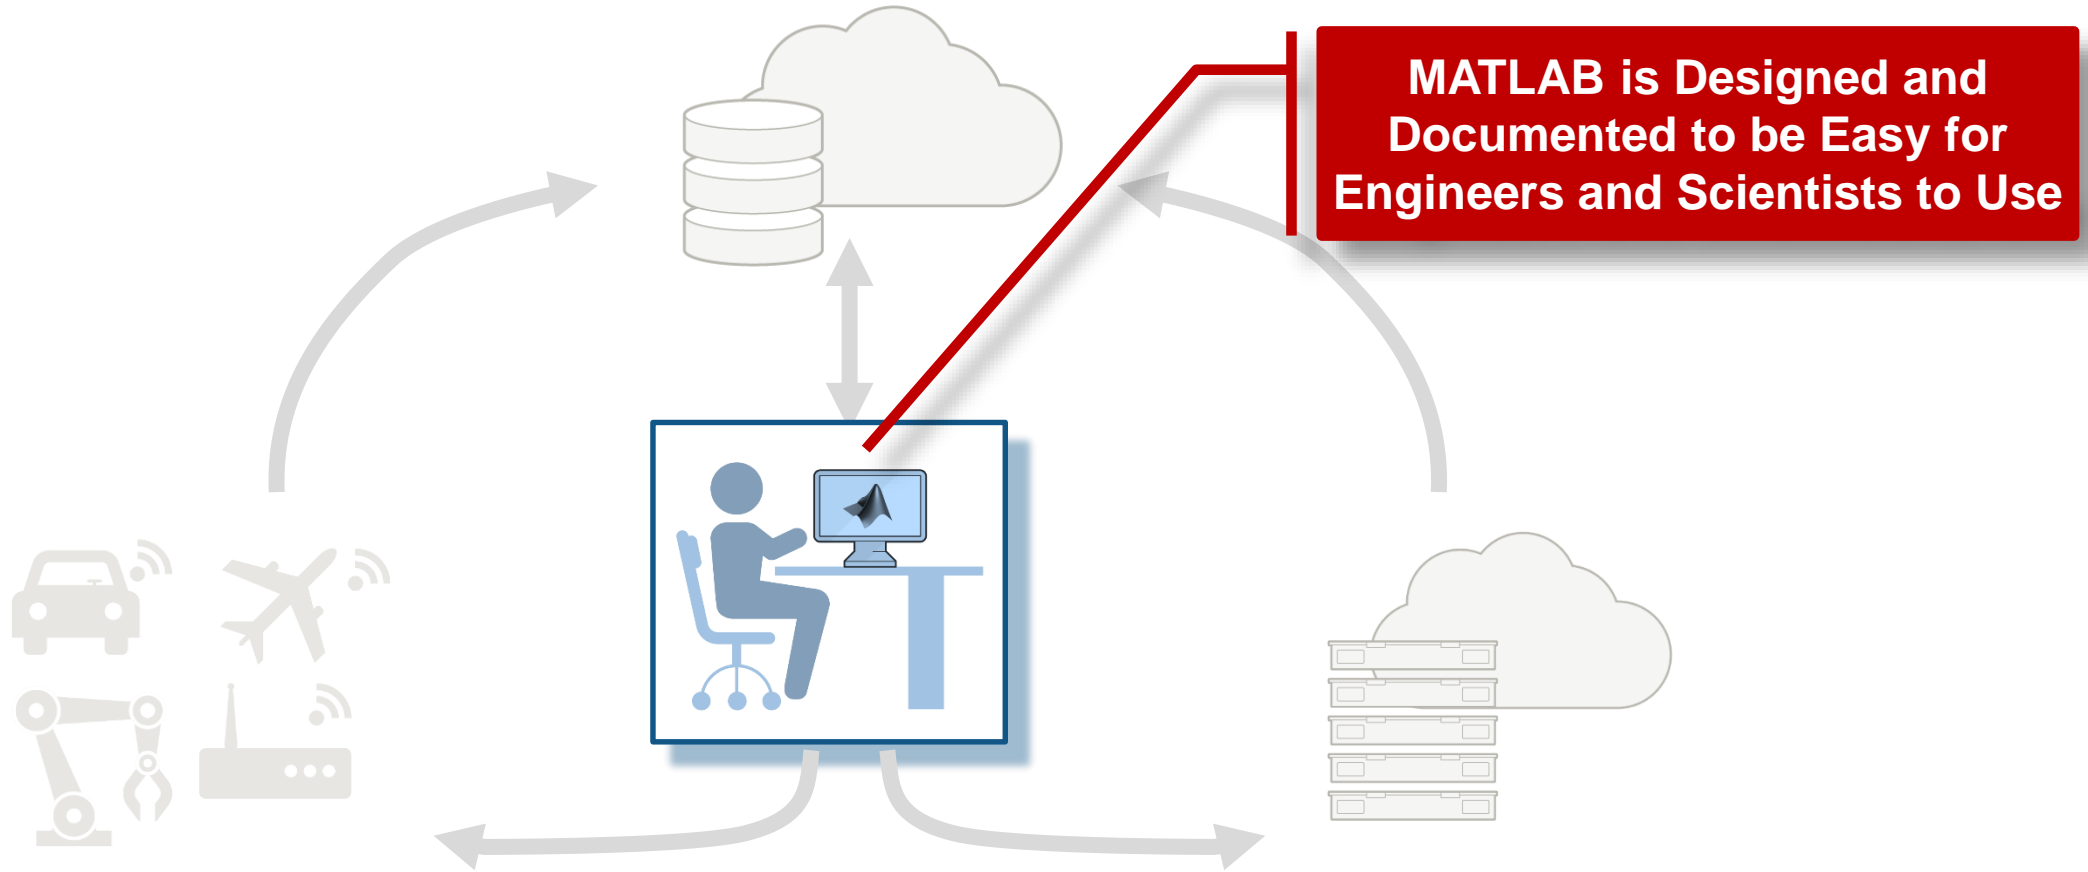 MATLAB is Designed and
Documented to be Easy for
Engineers and Scientists to Use